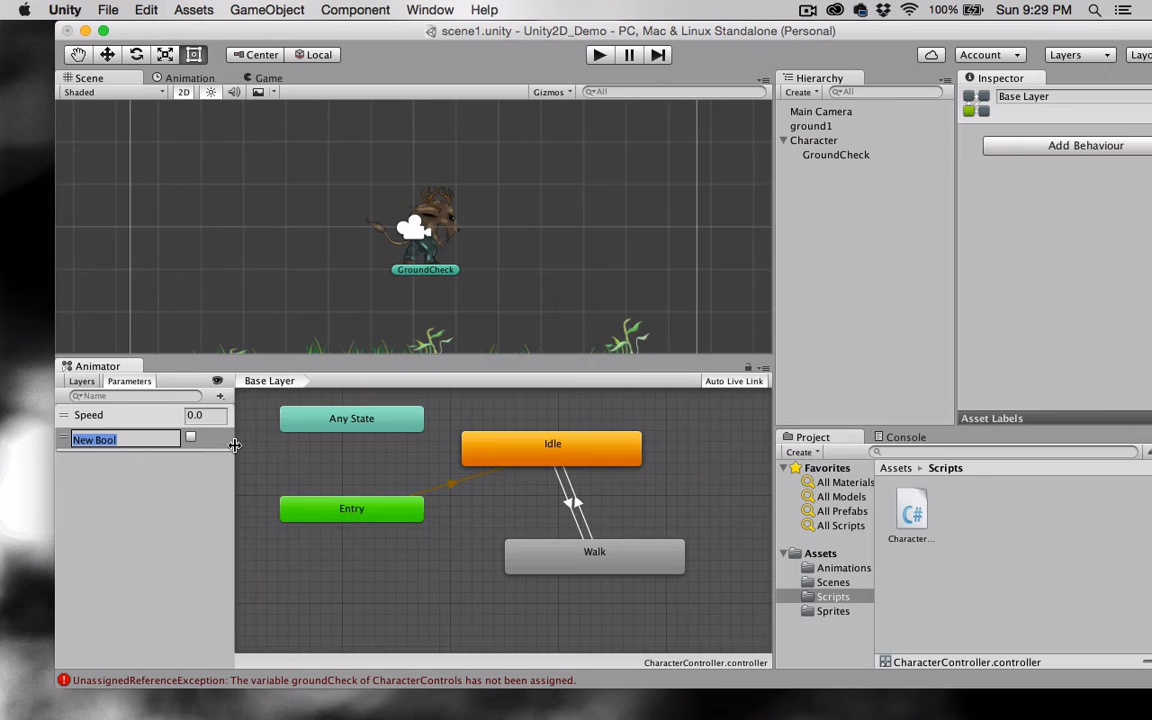 Unity File Edit Assets GameObject Component Window Help 100% Sun 9:29 PM
scene1.unity - Unity2D_Demo - PC, Mac & Linux Standalone (Personal)
Center Local Account Layers Layo
Scene Animation Game Hierarchy Inspector
Shaded 2D Gizmos All Create All Base Layer
Main Camera
ground1
Character
GroundCheck
Add Behaviour
GroundCheck
Animator
Layers Parameters Base Layer Auto Live Link
Name
Speed 0.0
New Bool
Any State
Idle
Entry
Walk
CharacterController.controller
Asset Labels
Project Console
Create
Favorites
All Materials
All Models
All Prefabs
All Scripts
Assets
Animations
Scenes
Scripts
Sprites
Assets Scripts
C#
Character...
CharacterController.controller
UnassignedReferenceException: The variable groundCheck of CharacterControls has not been assigned.